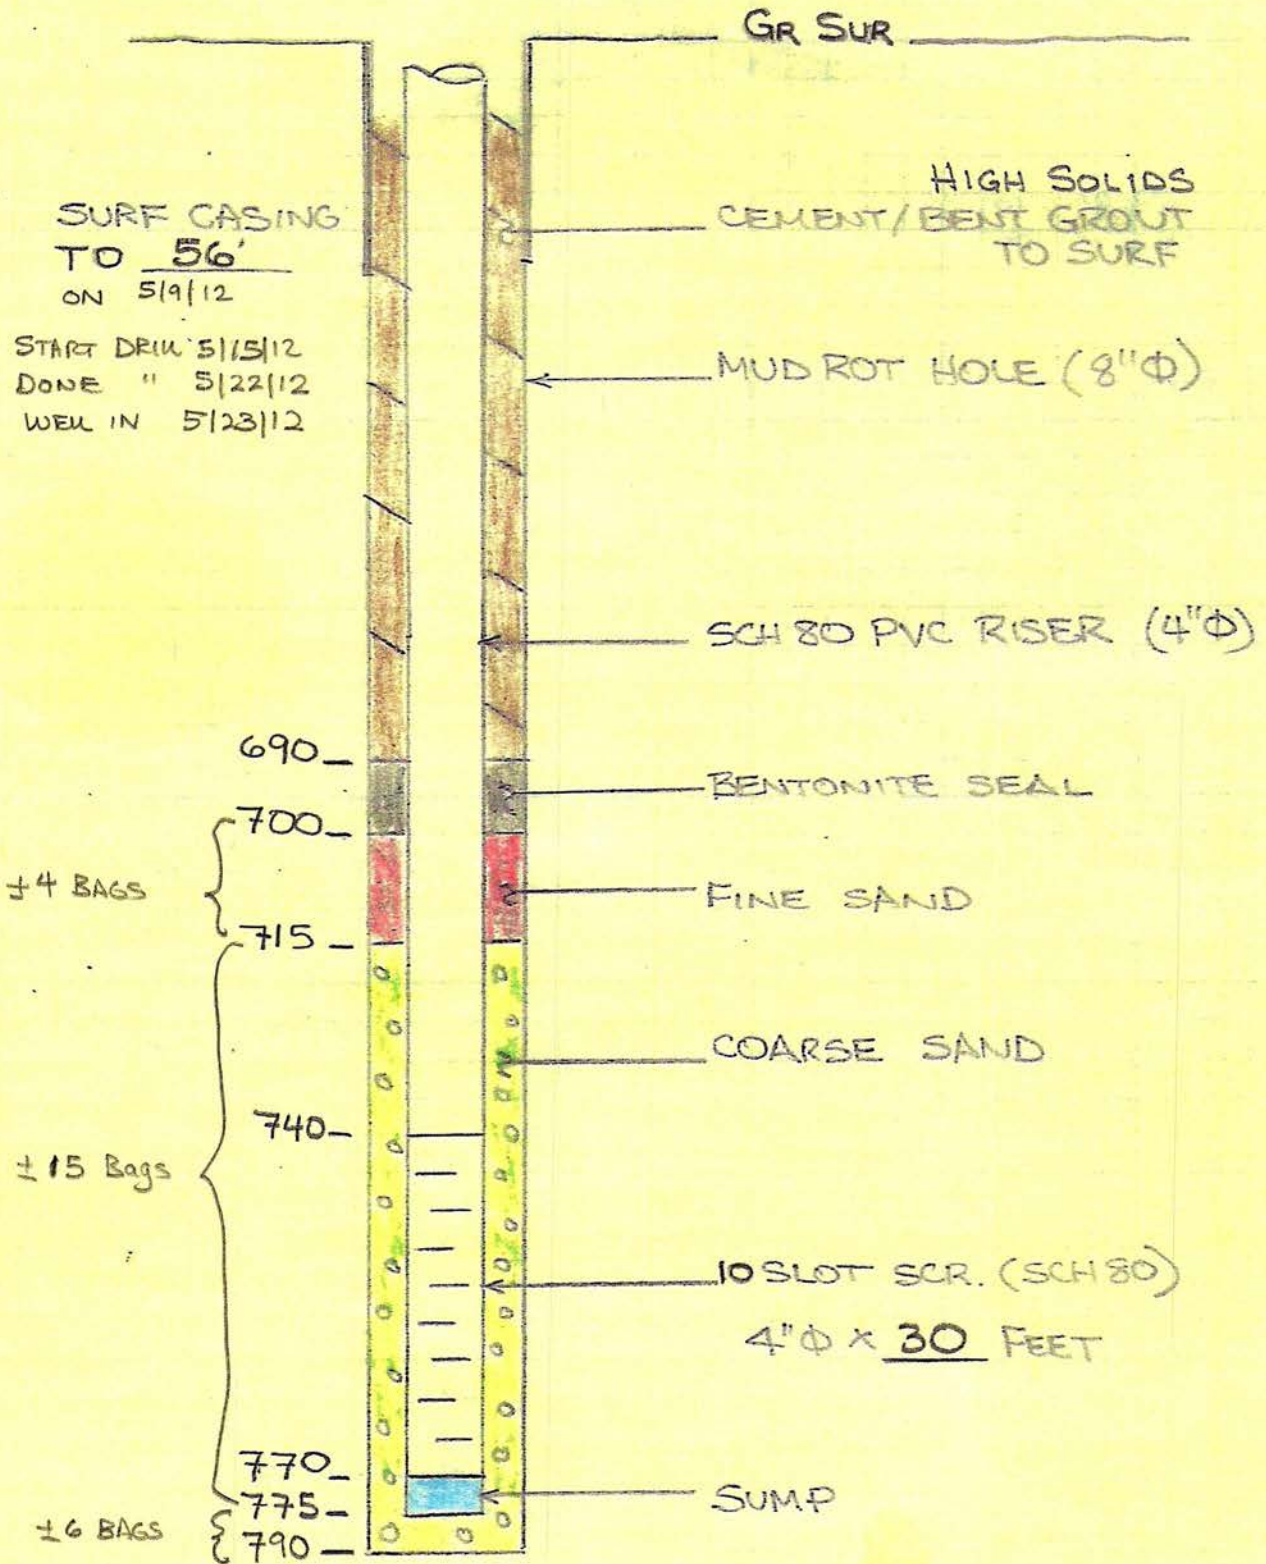 GR SUR
HIGH SOLIDS
CEMENT/BENT GROUT
TO SURF
SURF CASING
TO 56'
ON 5/9/12
START DRILL 5/15/12
DONE " 5/22/12
WELL IN 5/23/12
MUD ROT HOLE (8"Φ)
SCH 80 PVC RISER (4"Φ)
690
BENTONITE SEAL
700
±4 BAGS
FINE SAND
715
COARSE SAND
740
±15 Bags
10 SLOT SCR. (SCH 80)
4"Φ × 30 FEET
770
775
SUMP
±6 BAGS
790